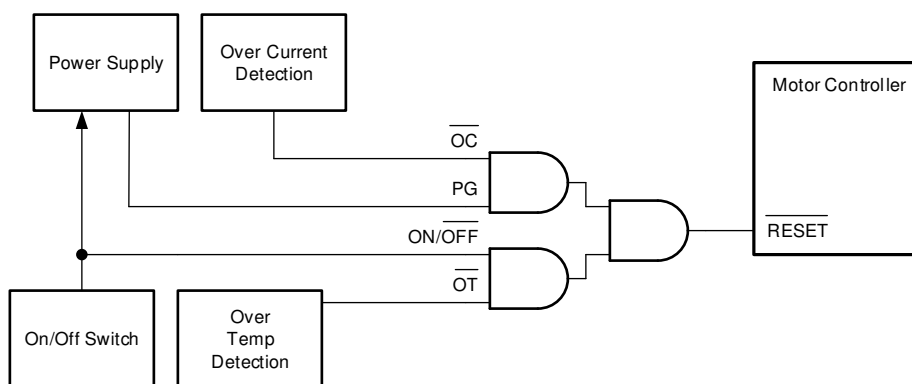 Power Supply
Over Current
Detection
Motor Controller
OC
PG
ON/OFF
RESET
OT
On/Off Switch
Over
Temp
Detection